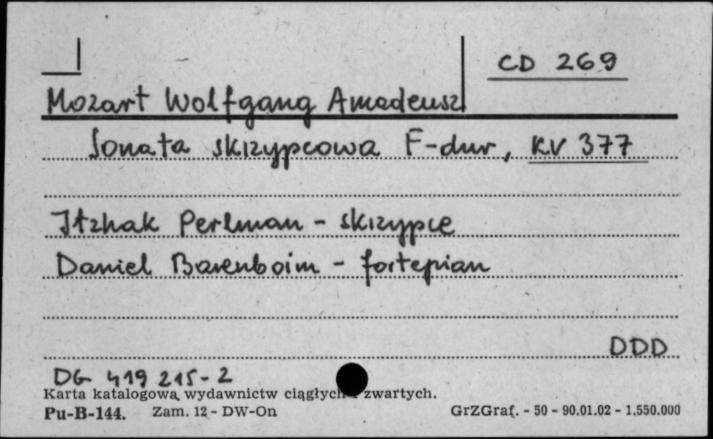 CD 269
Mozart Wolfgang Amadeusz
Sonata skrzypcowa F-dur, KV 377
Itzhak Perlman - skrzypce
Daniel Barenboim - fortepian
DDD
DG 419 215-2
Karta katalogowa wydawnictw ciągłych i zwartych.
Pu-B-144. Zam. 12 - DW-On GrZGraf. - 50 - 90.01.02 - 1.550.000